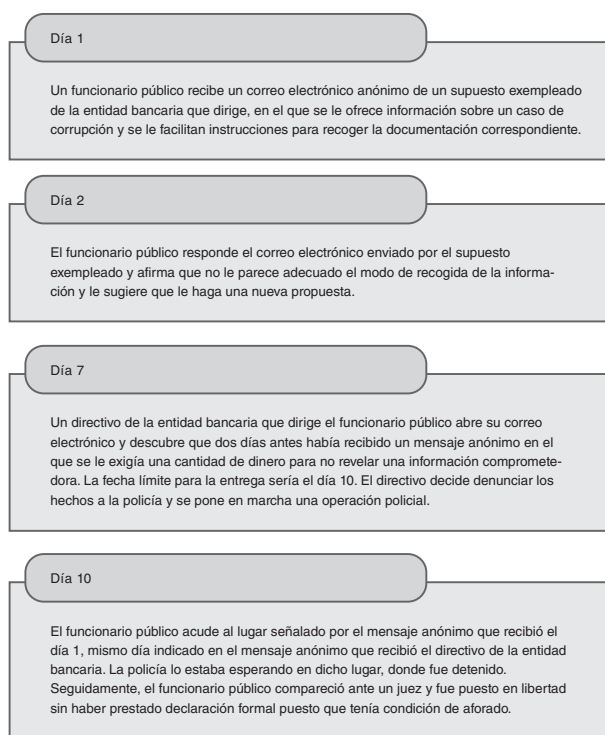 Día 1
Un funcionario público recibe un correo electrónico anónimo de un supuesto exempleado
de la entidad bancaria que dirige, en el que se le ofrece información sobre un caso de
corrupción y se le facilitan instrucciones para recoger la documentación correspondiente.
Día 2
El funcionario público responde el correo electrónico enviado por el supuesto
exempleado y afirma que no le parece adecuado el modo de recogida de la informa-
ción y le sugiere que le haga una nueva propuesta.
Día 7
Un directivo de la entidad bancaria que dirige el funcionario público abre su correo
electrónico y descubre que dos días antes había recibido un mensaje anónimo en el
que se le exigía una cantidad de dinero para no revelar una información compromete-
dora. La fecha límite para la entrega sería el día 10. El directivo decide denunciar los
hechos a la policía y se pone en marcha una operación policial.
Día 10
El funcionario público acude al lugar señalado por el mensaje anónimo que recibió el
día 1, mismo día indicado en el mensaje anónimo que recibió el directivo de la entidad
bancaria. La policía lo estaba esperando en dicho lugar, donde fue detenido.
Seguidamente, el funcionario público compareció ante un juez y fue puesto en libertad
sin haber prestado declaración formal puesto que tenía condición de aforado.